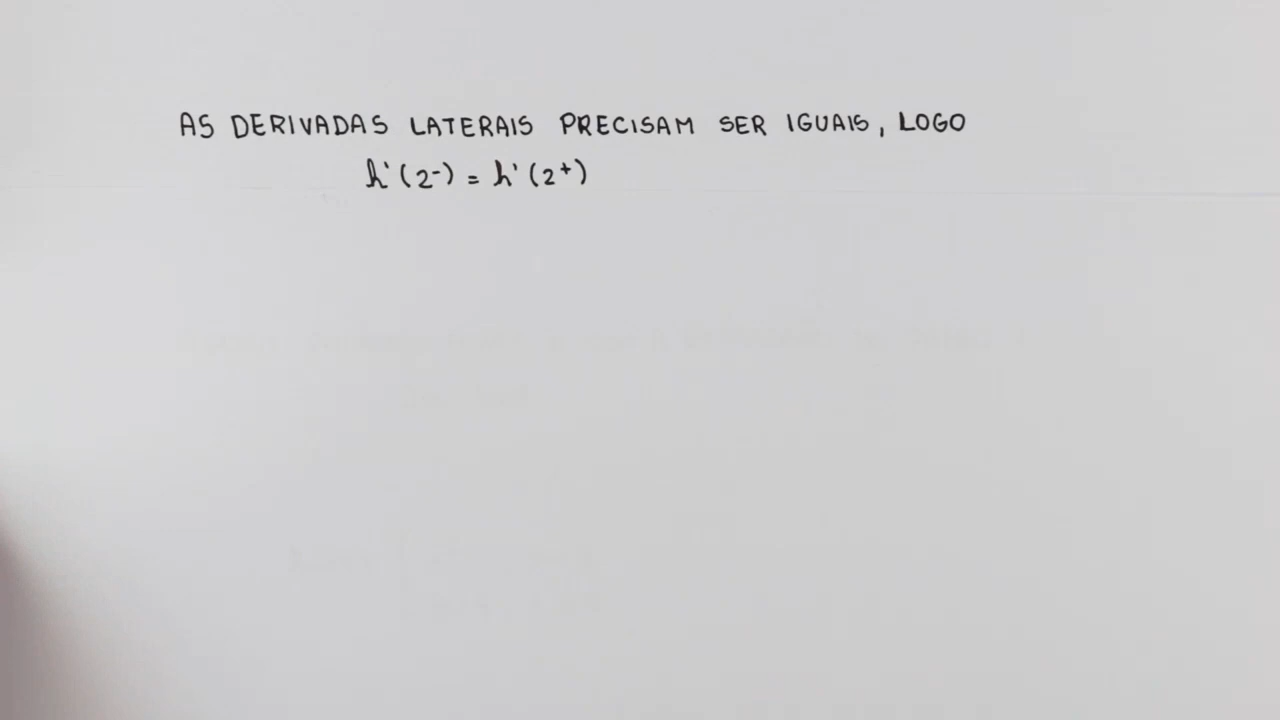 AS DERIVADAS LATERAIS PRECISAM SER IGUAIS, LOGO
h'(2-) = h'(2+)